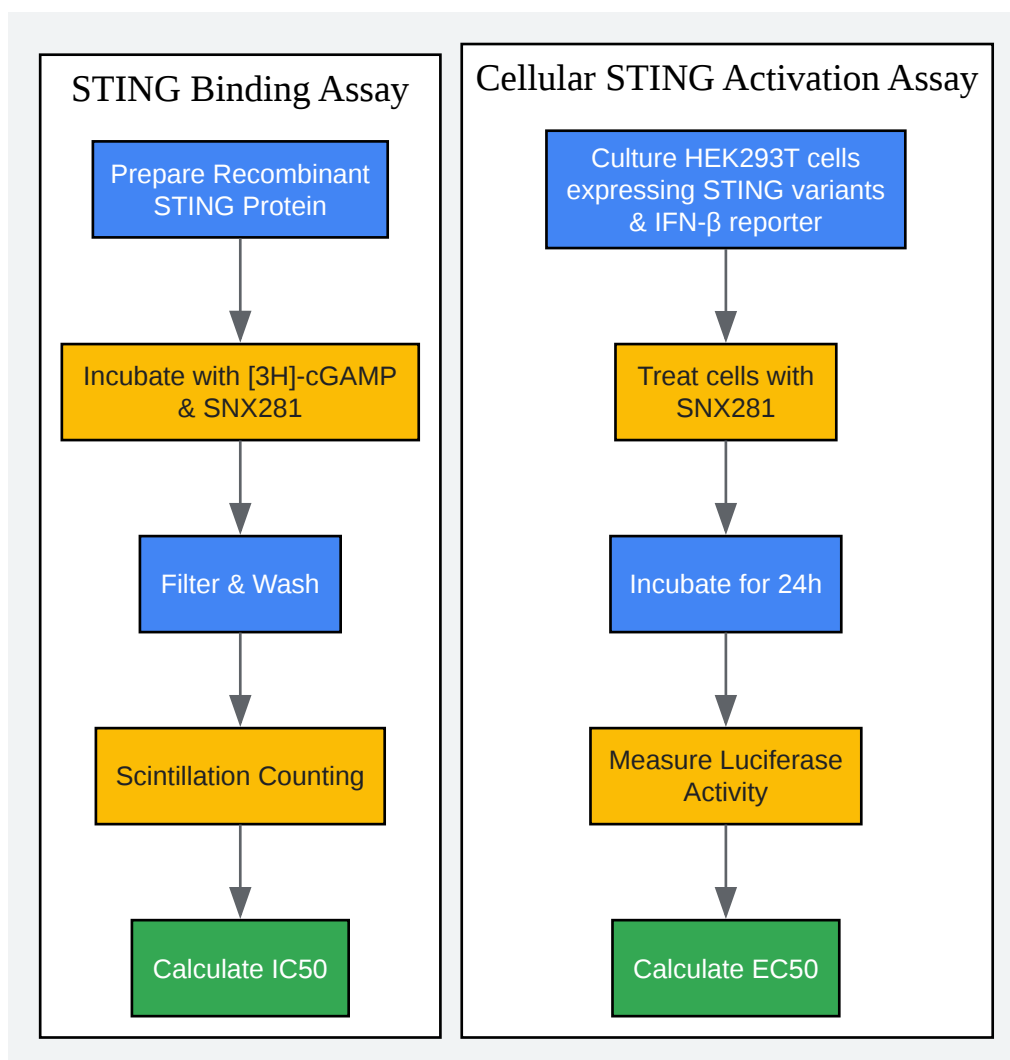 STING Binding Assay
Prepare Recombinant
STING Protein
Incubate with [3H]-cGAMP
& SNX281
Filter & Wash
Scintillation Counting
Calculate IC50
Cellular STING Activation Assay
Culture HEK293T cells
expressing STING variants
& IFN-β reporter
Treat cells with
SNX281
Incubate for 24h
Measure Luciferase
Activity
Calculate EC50